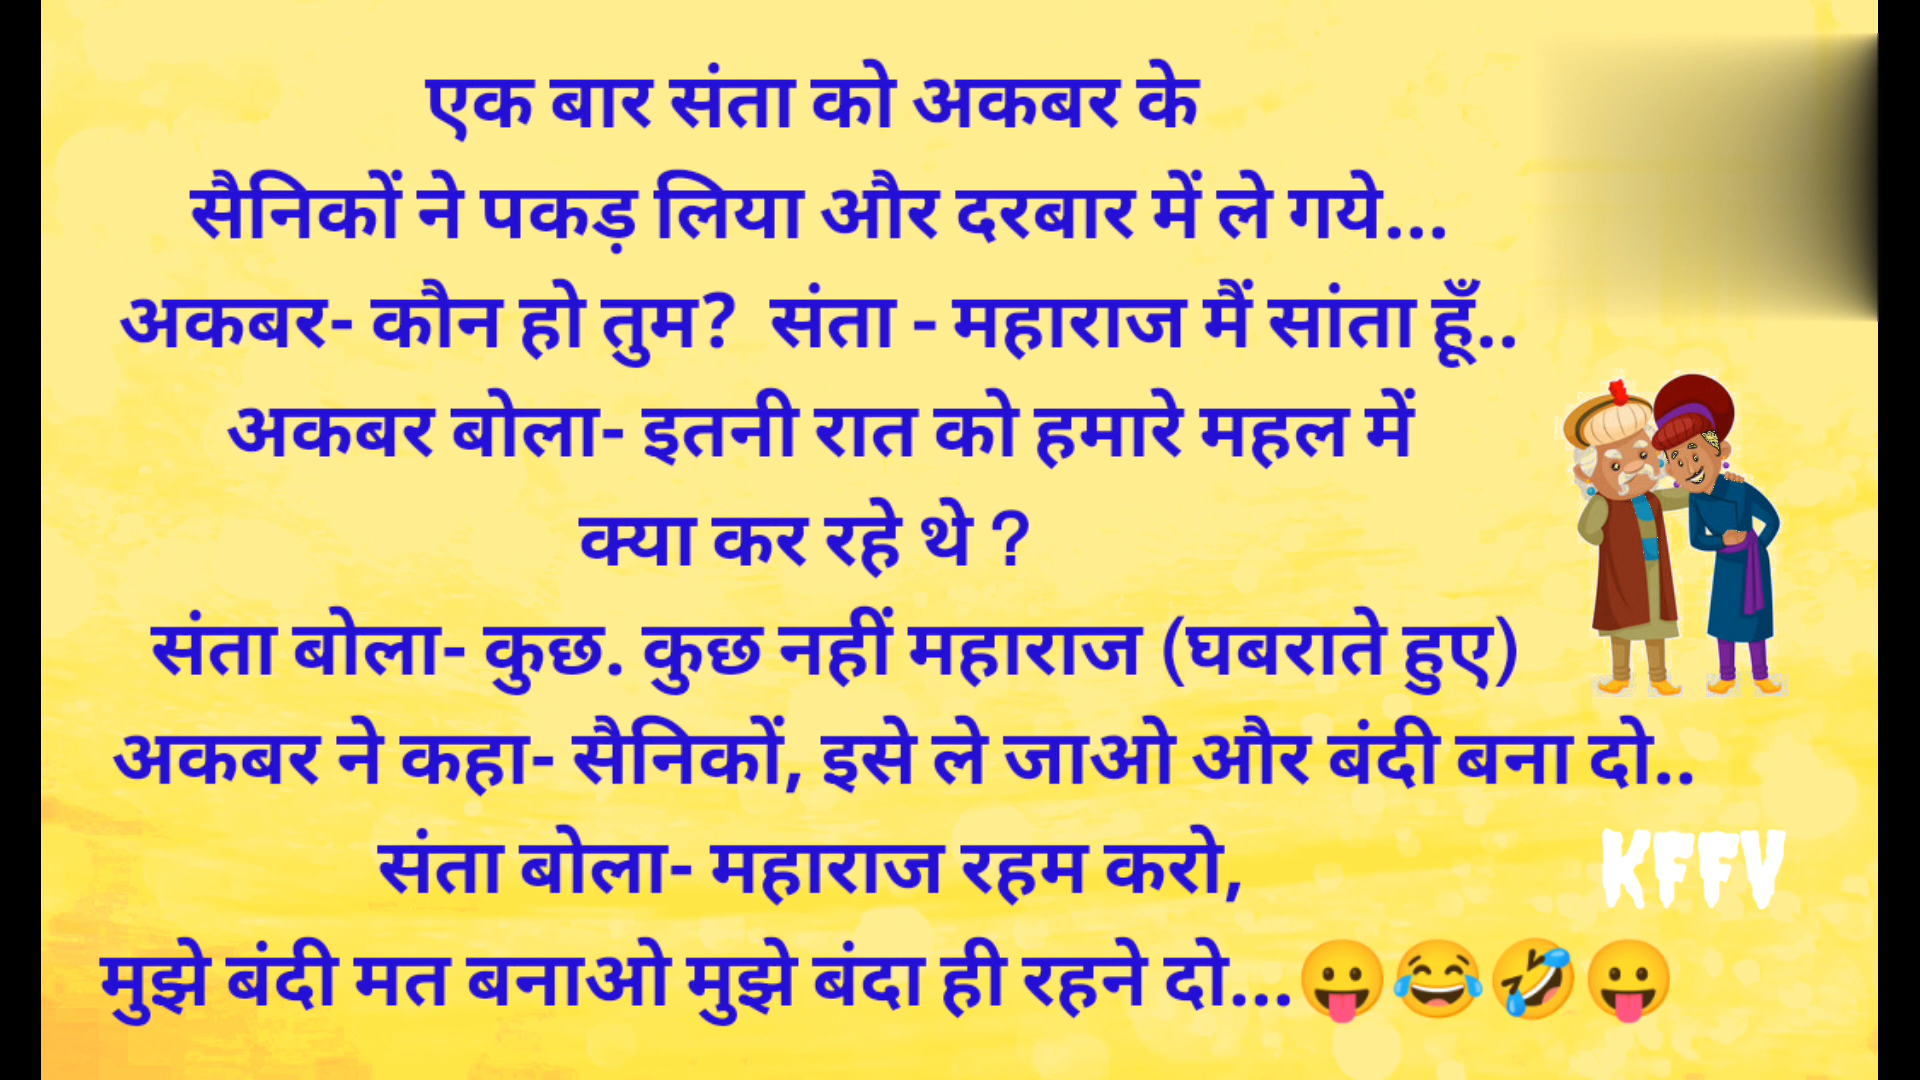 एक बार संता को अकबर के
सैनिकों ने पकड़ लिया और दरबार में ले गये...
अकबर- कौन हो तुम? संता - महाराज मैं सांता हूँ..
अकबर बोला- इतनी रात को हमारे महल में
क्या कर रहे थे ?
संता बोला- कुछ. कुछ नहीं महाराज (घबराते हुए)
अकबर ने कहा- सैनिकों, इसे ले जाओ और बंदी बना दो..
संता बोला- महाराज रहम करो,
KFFV
मुझे बंदी मत बनाओ मुझे बंदा ही रहने दो...😛😂🤣😛